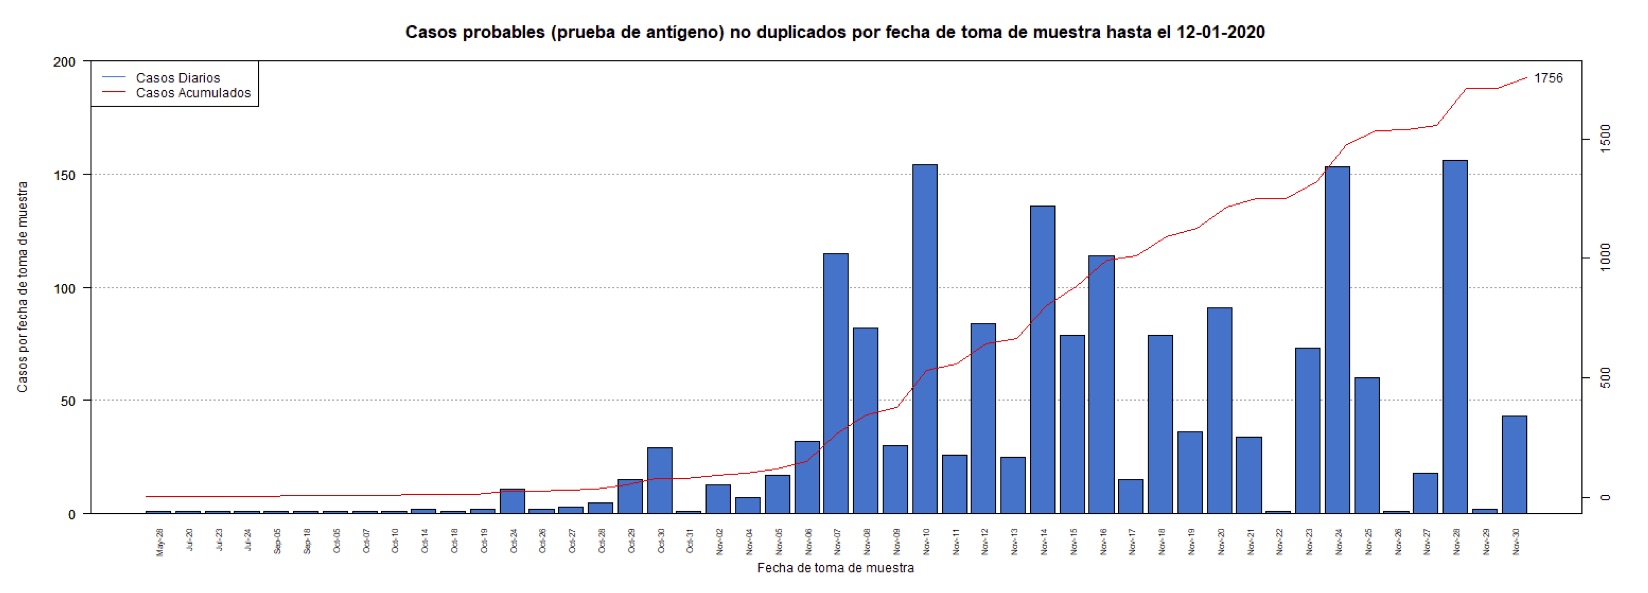 Casos probables (prueba de antígeno) no duplicados por fecha de toma de muestra hasta el 12-01-2020
Casos Diarios
Casos Acumulados
1756
Casos por fecha de toma de muestra
200
150
100
50
0
1500
1000
500
0
May-28
Jul-20
Jul-23
Jul-24
Sep-05
Sep-18
Oct-05
Oct-07
Oct-10
Oct-14
Oct-18
Oct-19
Oct-24
Oct-26
Oct-27
Oct-28
Oct-29
Oct-30
Oct-31
Nov-02
Nov-04
Nov-05
Nov-06
Nov-07
Nov-08
Nov-09
Nov-10
Nov-11
Nov-12
Nov-13
Nov-14
Nov-15
Nov-16
Nov-17
Nov-18
Nov-19
Nov-20
Nov-21
Nov-22
Nov-23
Nov-24
Nov-25
Nov-26
Nov-27
Nov-28
Nov-29
Nov-30
Fecha de toma de muestra